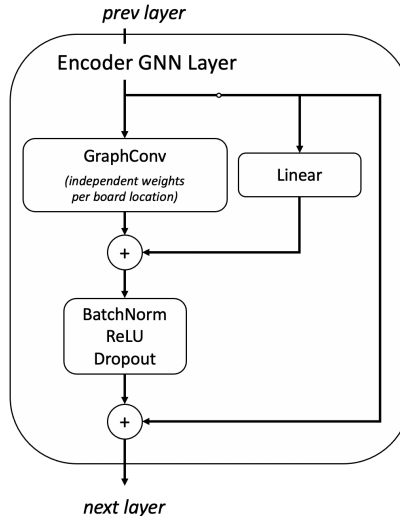 prev layer
Encoder GNN Layer
GraphConv
(independent weights
per board location)
Linear
+
BatchNorm
ReLU
Dropout
+
next layer